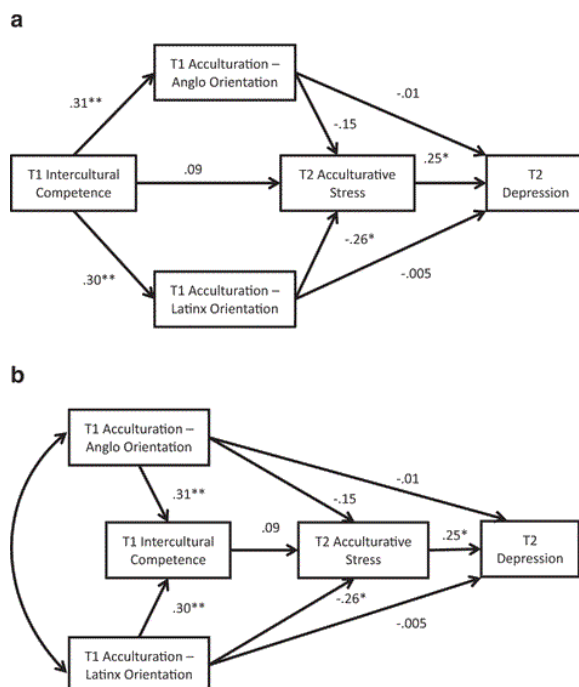 a
T1 Acculturation –
Anglo Orientation
.31**
-.01
-.15
T1 Intercultural
Competence
.09
T2 Acculturative
Stress
.25*
T2
Depression
.30**
-.26*
-.005
T1 Acculturation –
Latinx Orientation
b
T1 Acculturation –
Anglo Orientation
-.01
.31**
-.15
T1 Intercultural
Competence
.09
T2 Acculturative
Stress
.25*
T2
Depression
.30**
-.26*
-.005
T1 Acculturation –
Latinx Orientation